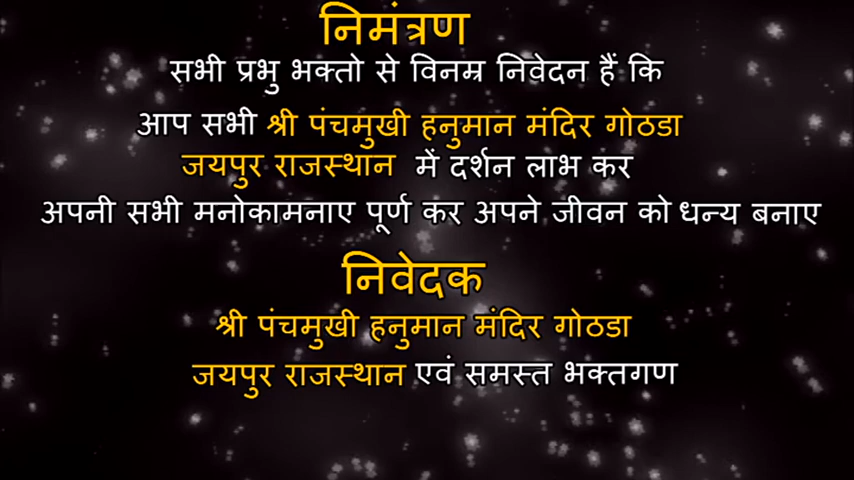 निमंत्रण
सभी प्रभु भक्तो से विनम्र निवेदन हैं कि
आप सभी श्री पंचमुखी हनुमान मंदिर गोठडा
जयपुर राजस्थान में दर्शन लाभ कर
अपनी सभी मनोकामनाए पूर्ण कर अपने जीवन को धन्य बनाए
निवेदक
श्री पंचमुखी हनुमान मंदिर गोठडा
जयपुर राजस्थान एवं समस्त भक्तगण